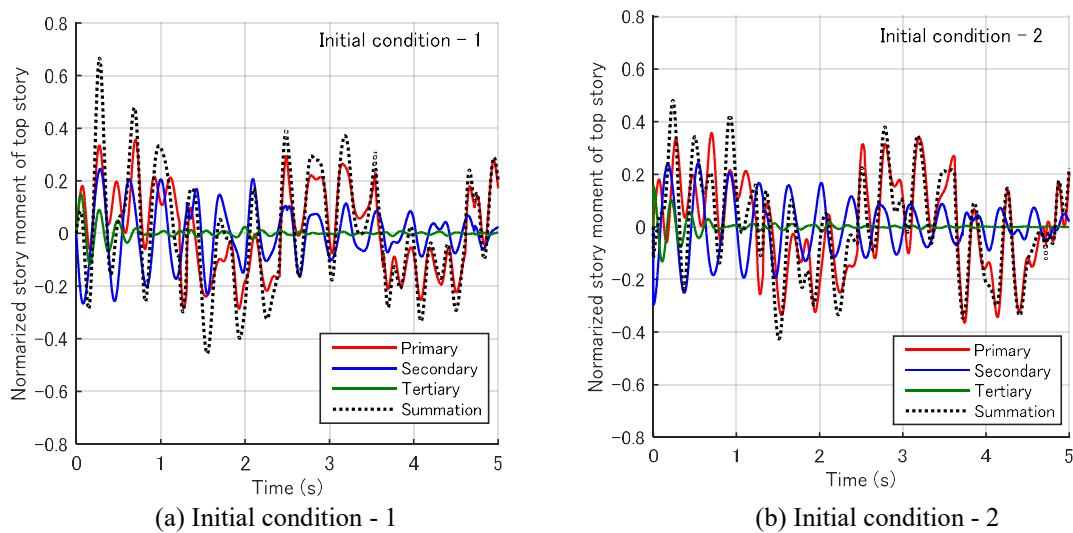 Initial condition - 1
Normarized story moment of top story
0.8
0.6
0.4
0.2
0
-0.2
-0.4
-0.6
-0.8
0 1 2 3 4 5
Time (s)
Primary
Secondary
Tertiary
Summation
(a) Initial condition - 1
Initial condition - 2
Normarized story moment of top story
0.8
0.6
0.4
0.2
0
-0.2
-0.4
-0.6
-0.8
0 1 2 3 4 5
Time (s)
Primary
Secondary
Tertiary
Summation
(b) Initial condition - 2